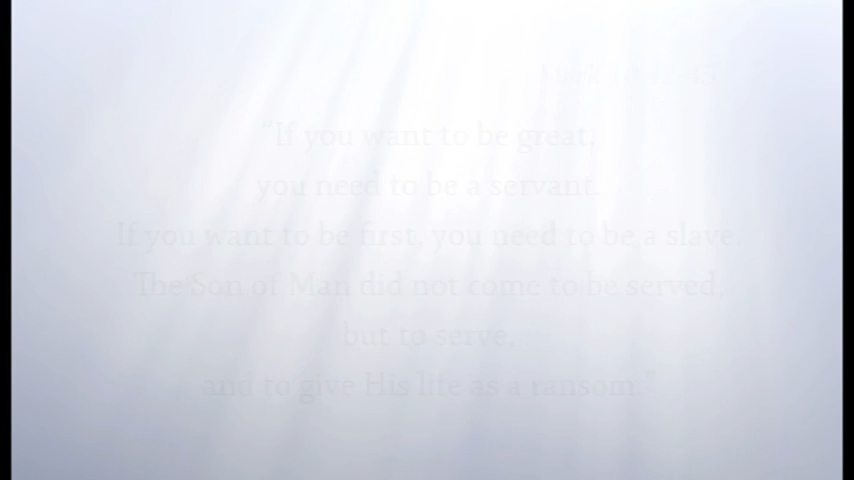 "If you want to be great,
you need to be a servant.
If you want to be first, you need to be a slave.
The Son of Man did not come to be served,
but to serve,
and to give His life as a ransom"